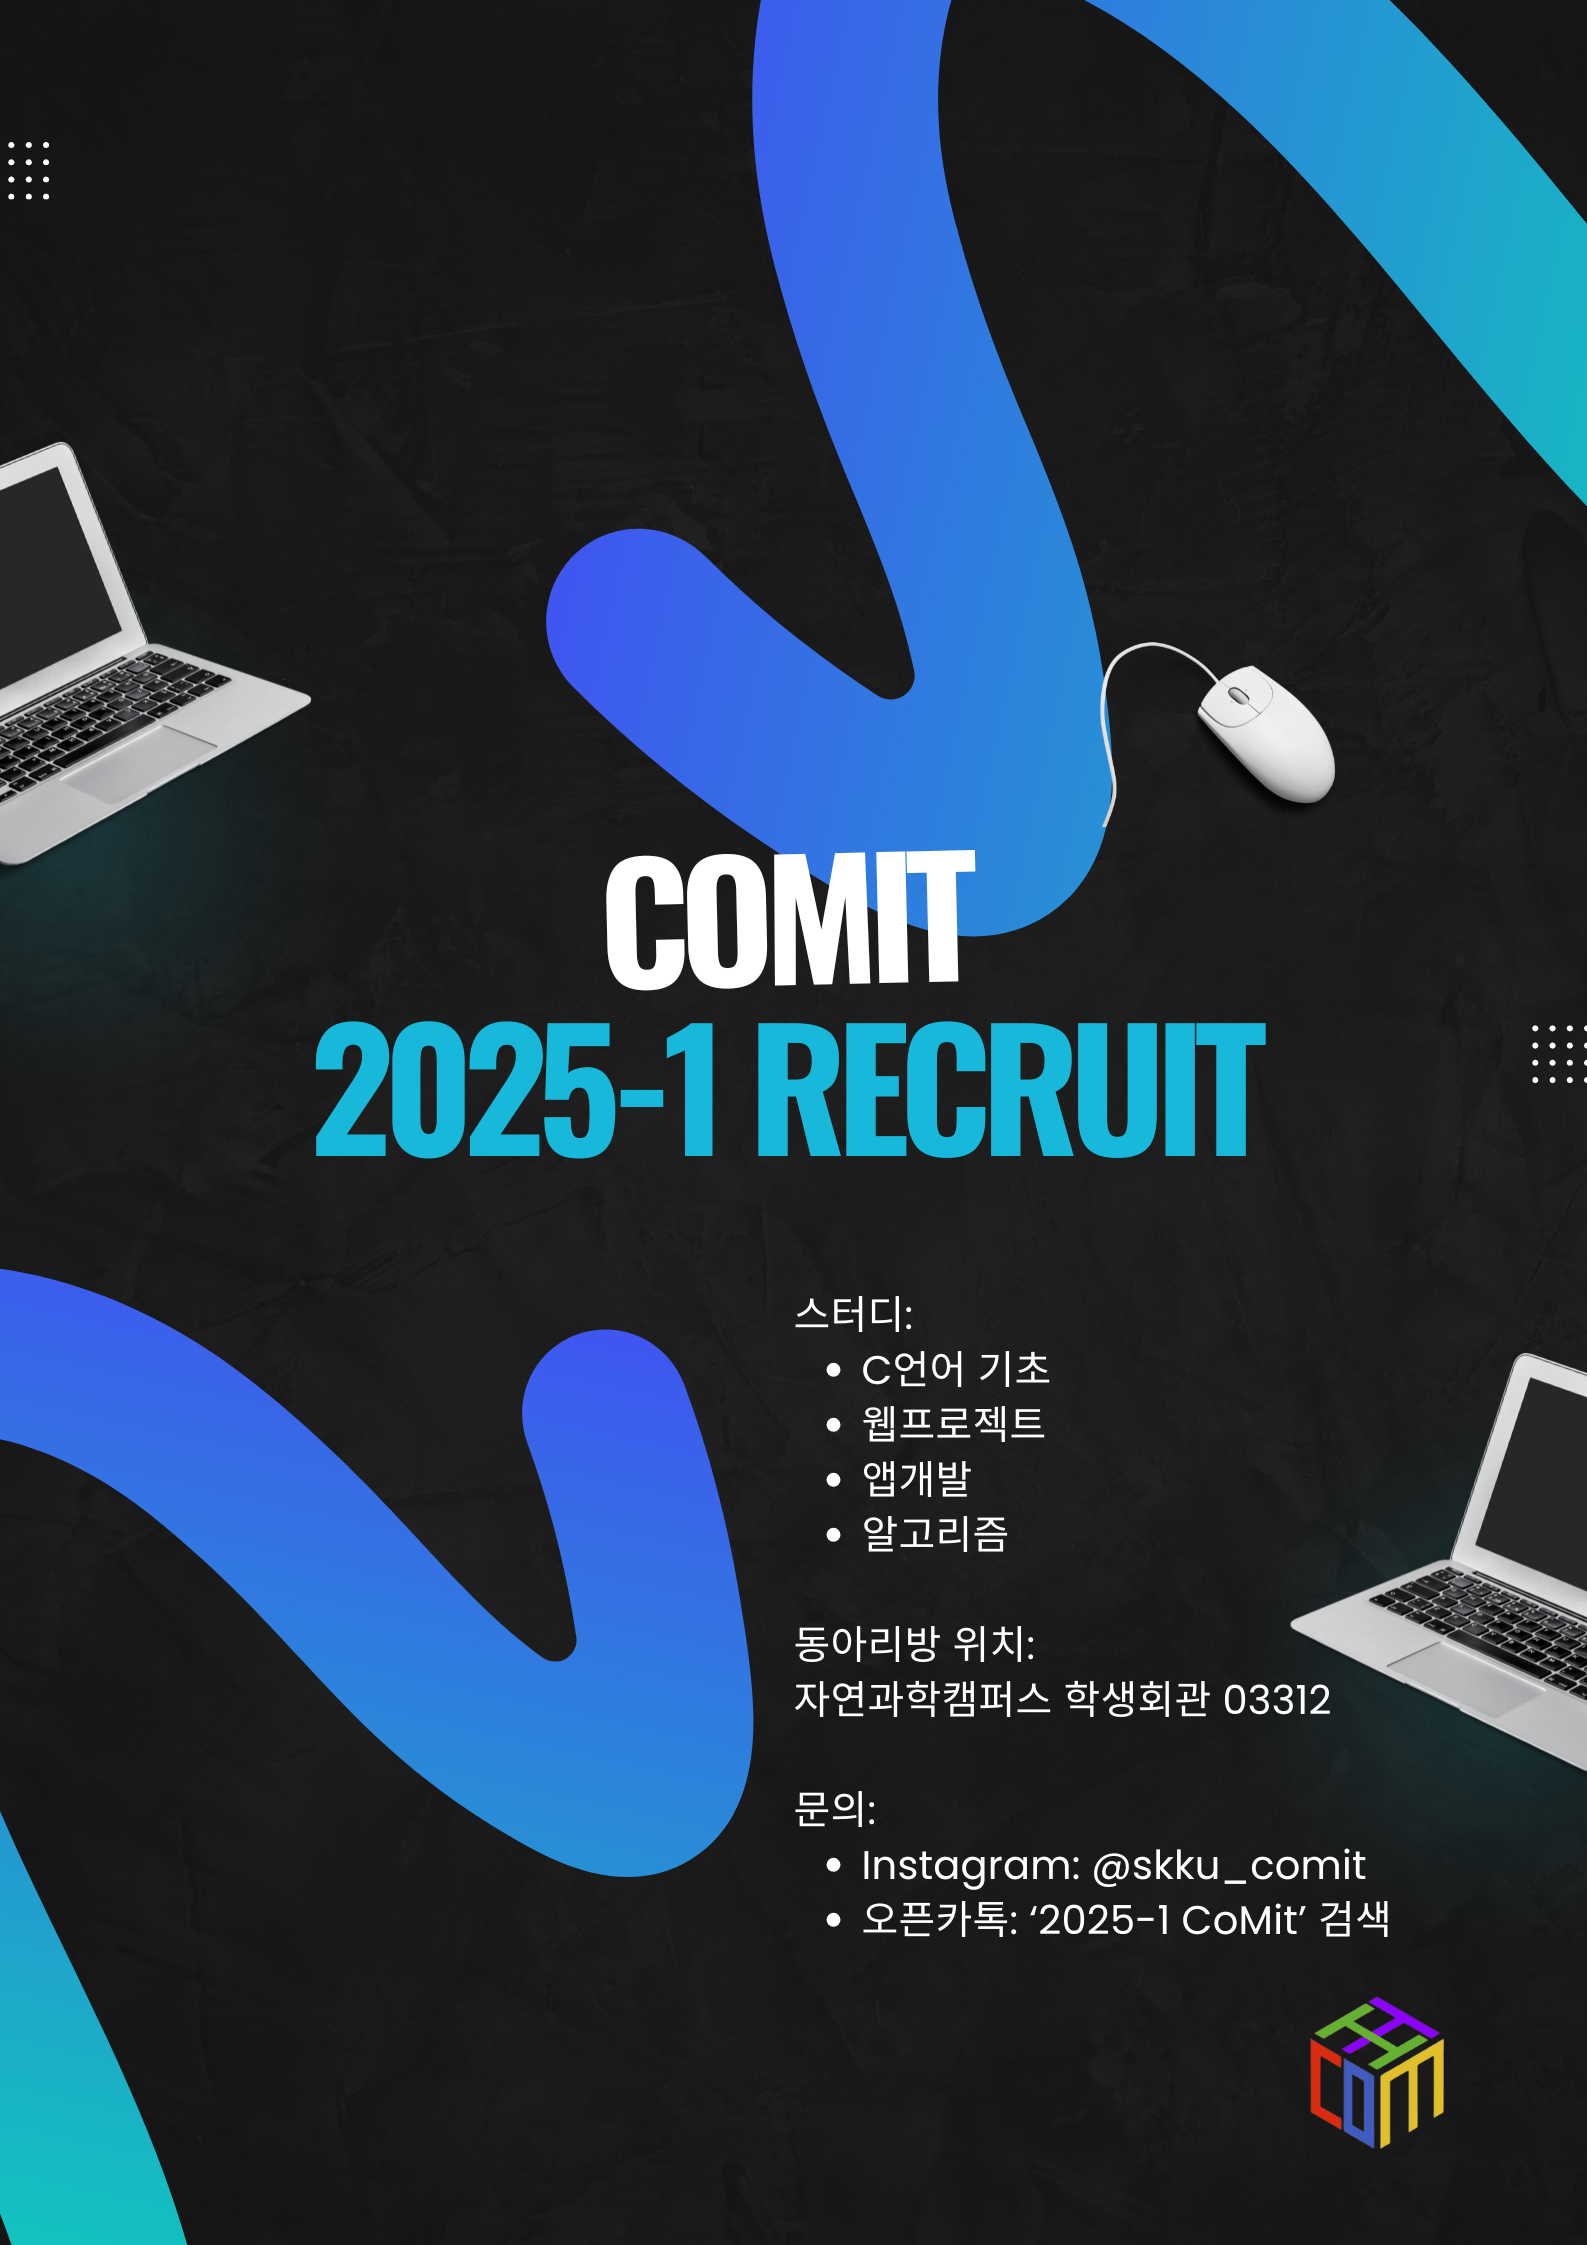 COMIT
2025-1 RECRUIT
스터디:
• C언어 기초
• 웹프로젝트
• 앱개발
• 알고리즘
동아리방 위치:
자연과학캠퍼스 학생회관 03312
문의:
• Instagram: @skku_comit
• 오픈카톡: ‘2025-1 CoMit’ 검색
COM
IT